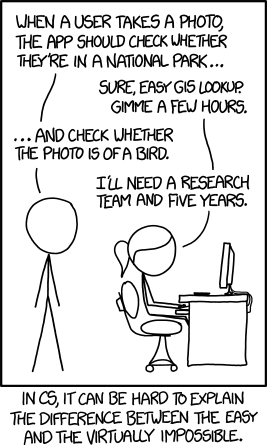 WHEN A USER TAKES A PHOTO,
THE APP SHOULD CHECK WHETHER
THEY'RE IN A NATIONAL PARK...
SURE, EASY GIS LOOKUP.
GIMME A FEW HOURS.
...AND CHECK WHETHER
THE PHOTO IS OF A BIRD.
I'LL NEED A RESEARCH
TEAM AND FIVE YEARS.
IN CS, IT CAN BE HARD TO EXPLAIN
THE DIFFERENCE BETWEEN THE EASY
AND THE VIRTUALLY IMPOSSIBLE.